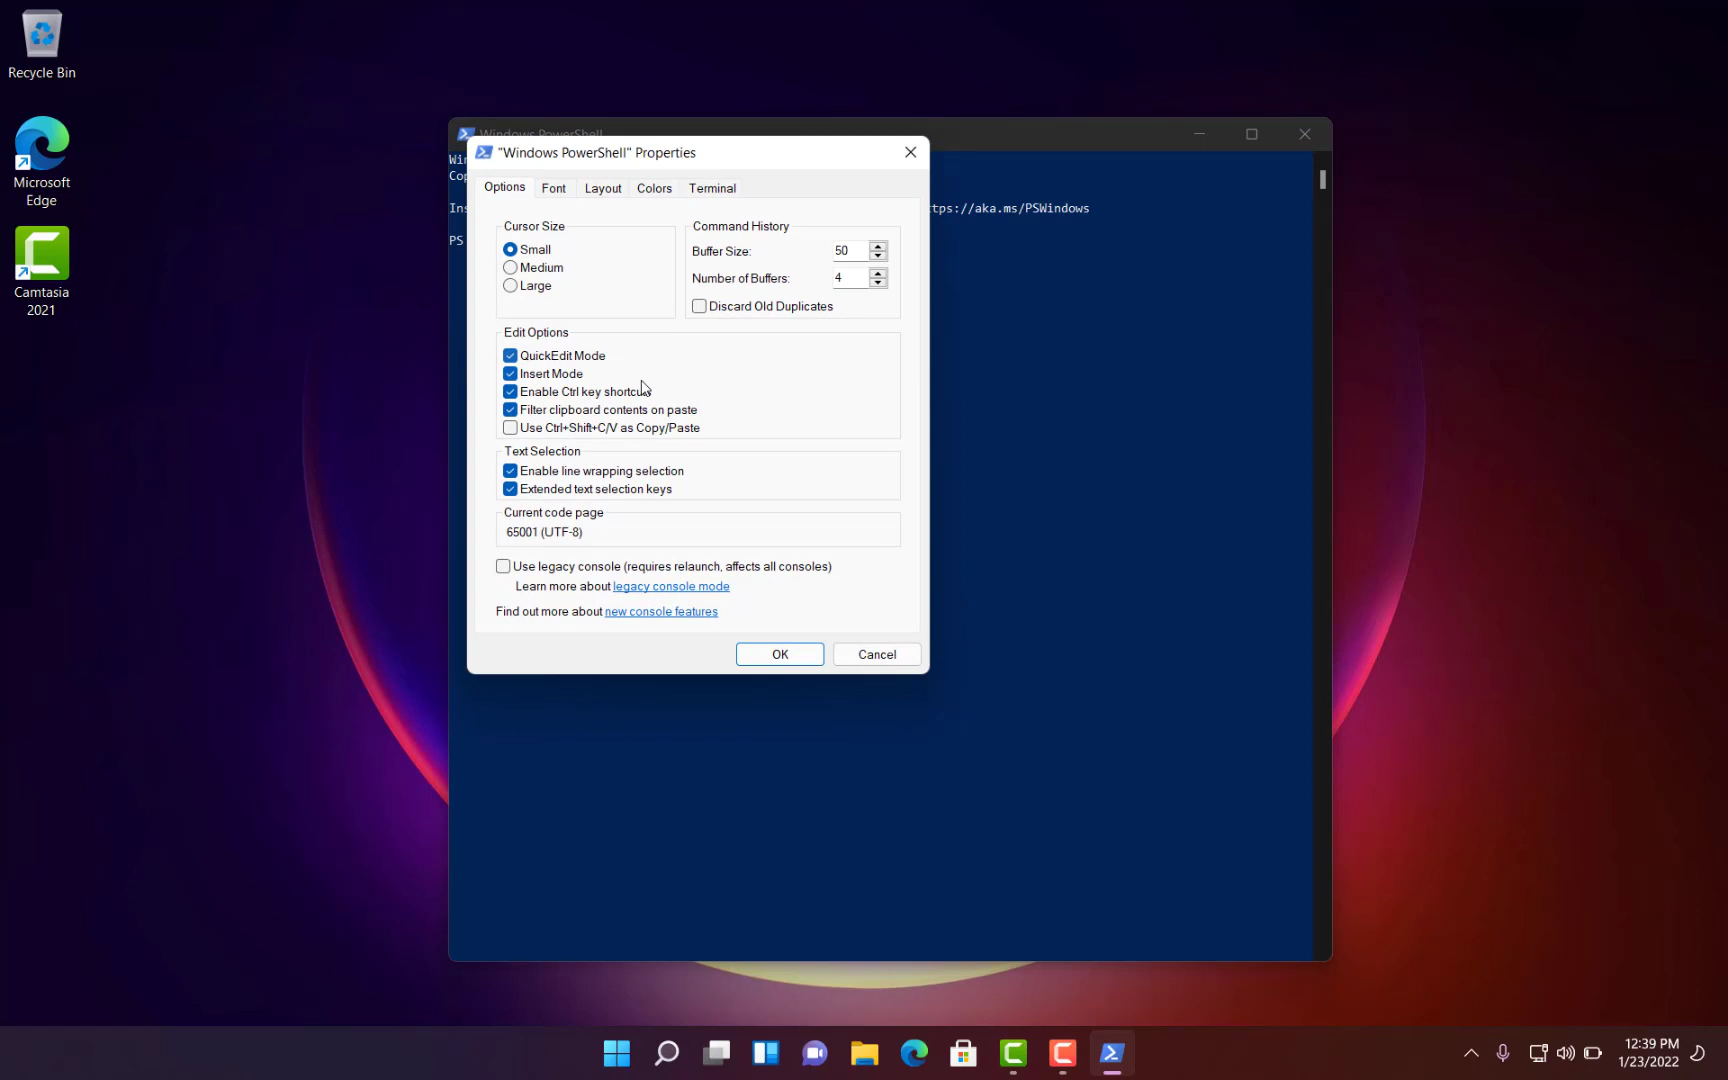 Recycle Bin
Microsoft
Edge
Camtasia
2021
Windows PowerShell
"Windows PowerShell" Properties
Options Font Layout Colors Terminal
tps://aka.ms/PSWindows
PS
Cursor Size
Small
Medium
Large
Command History
Buffer Size: 50
Number of Buffers: 4
Discard Old Duplicates
Edit Options
QuickEdit Mode
Insert Mode
Enable Ctrl key shortcu
Filter clipboard contents on paste
Use Ctrl+Shift+C/V as Copy/Paste
Text Selection
Enable line wrapping selection
Extended text selection keys
Current code page
65001 (UTF-8)
Use legacy console (requires relaunch, affects all consoles)
Learn more about legacy console mode
Find out more about new console features
OK Cancel
12:39 PM
1/23/2022